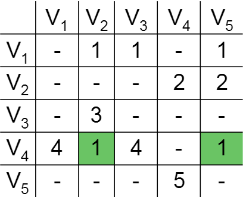 V₁ V₂ V₃ V₄ V₅
V₁ - 1 1 - 1
V₂ - - - 2 2
V₃ - 3 - - -
V₄ 4 1 4 - 1
V₅ - - - 5 -